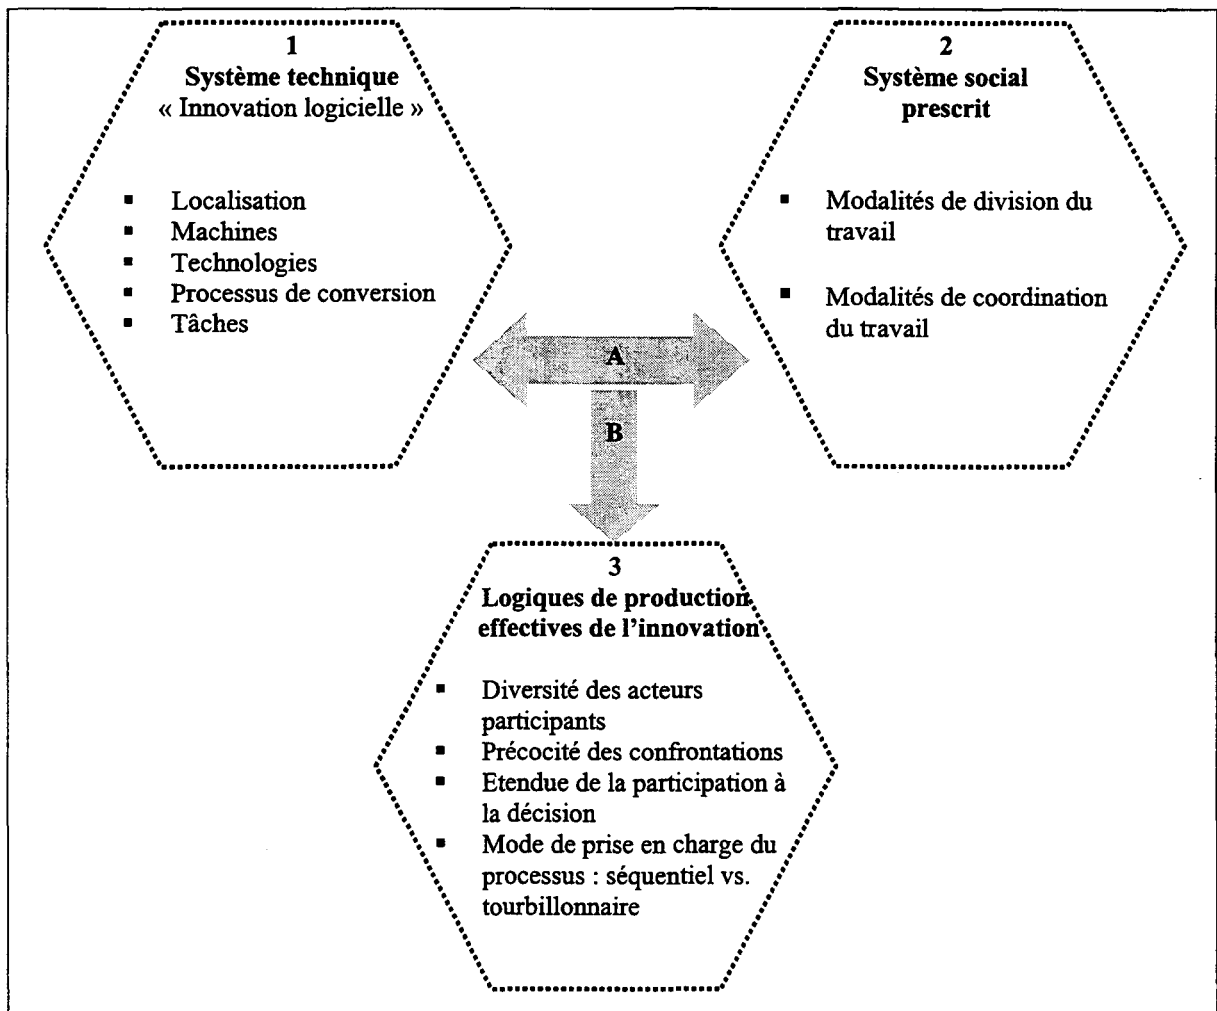 1
Système technique
« Innovation logicielle »
▪ Localisation
▪ Machines
▪ Technologies
▪ Processus de conversion
▪ Tâches
2
Système social
prescrit
▪ Modalités de division du
travail
▪ Modalités de coordination
du travail
A
B
3
Logiques de production
effectives de l’innovation
▪ Diversité des acteurs
participants
▪ Précocité des confrontations
▪ Etendue de la participation à
la décision
▪ Mode de prise en charge du
processus : séquentiel vs.
tourbillonnaire